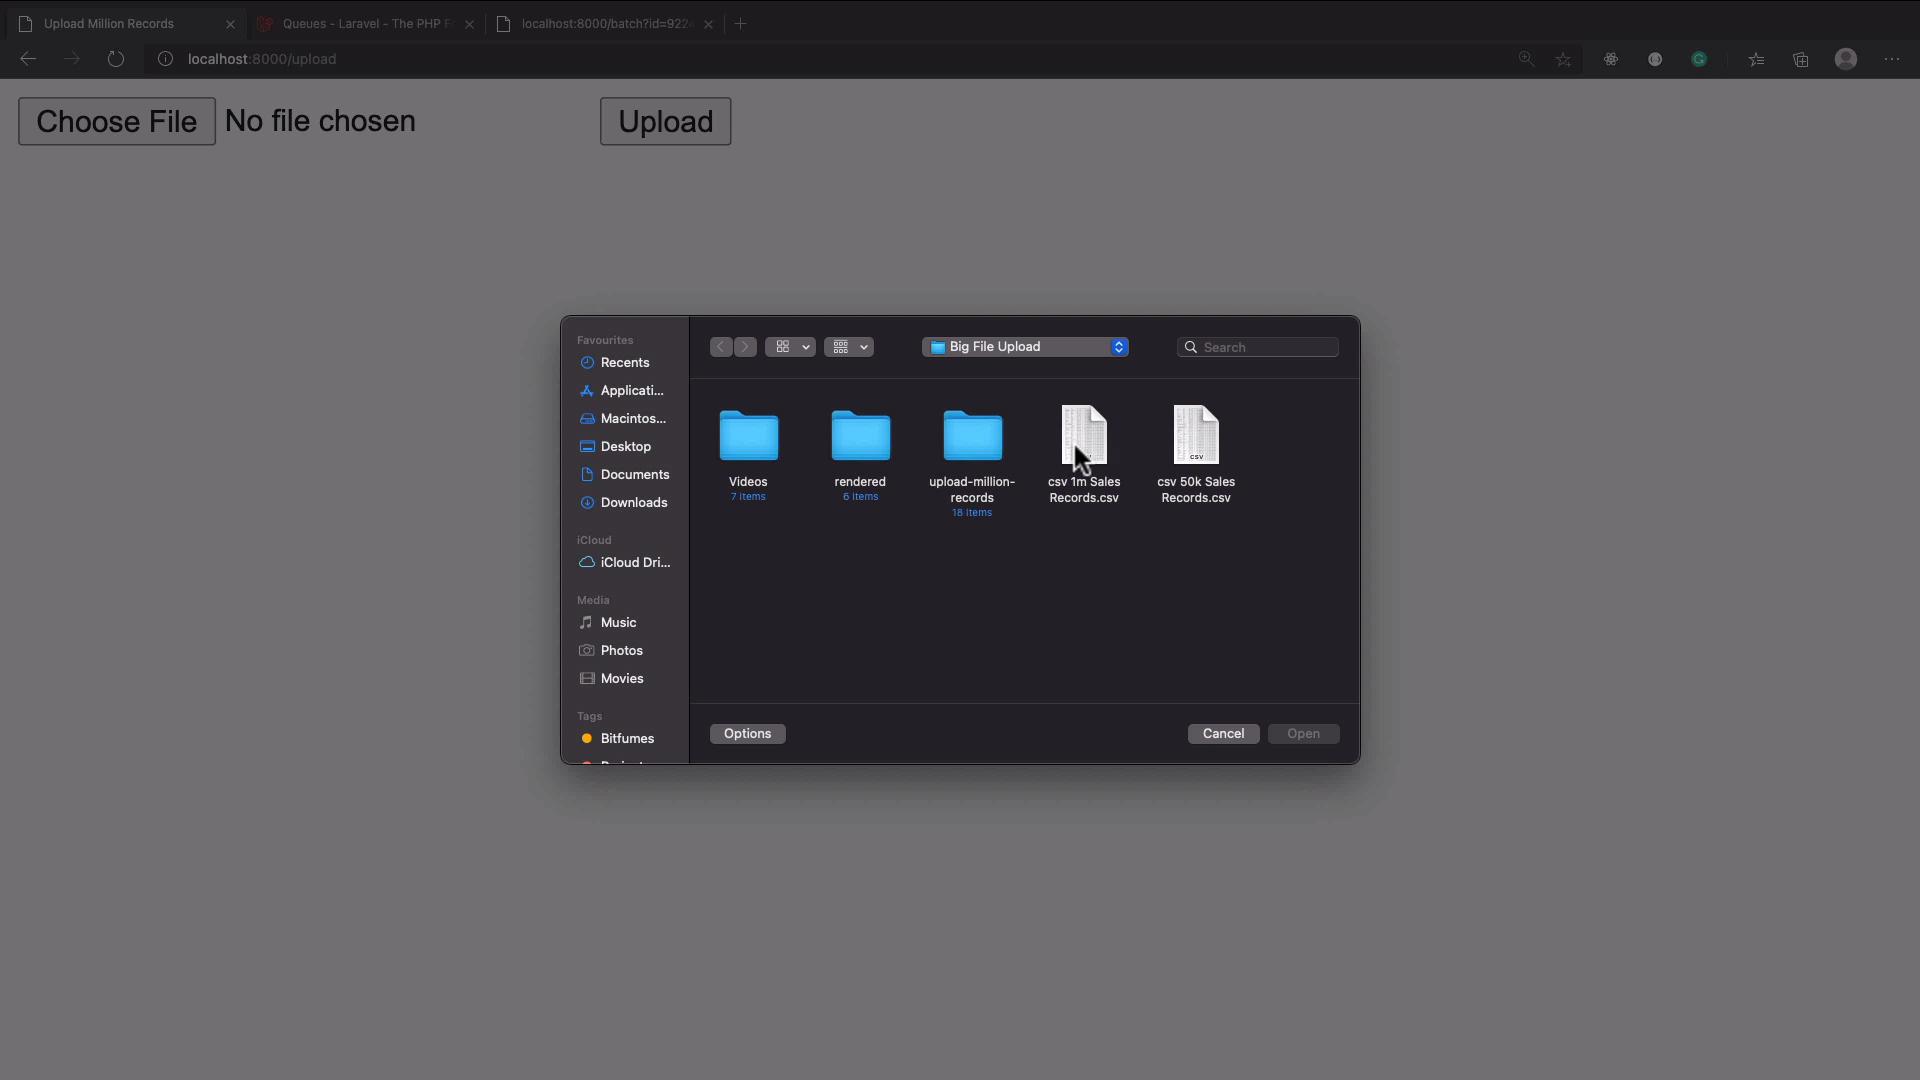 Upload Million Records
Queues - Laravel - The PHP
localhost:8000/batch?id=922
localhost:8000/upload
Choose File No file chosen
Upload
Favourites
Recents
Applicati...
Macintos...
Desktop
Documents
Downloads
iCloud
iCloud Dri...
Media
Music
Photos
Movies
Tags
Bitfumes
Big File Upload
Search
Videos
7 items
rendered
6 items
upload-million-
records
18 items
csv 1m Sales
Records.csv
csv
csv 50k Sales
Records.csv
Options
Cancel
Open